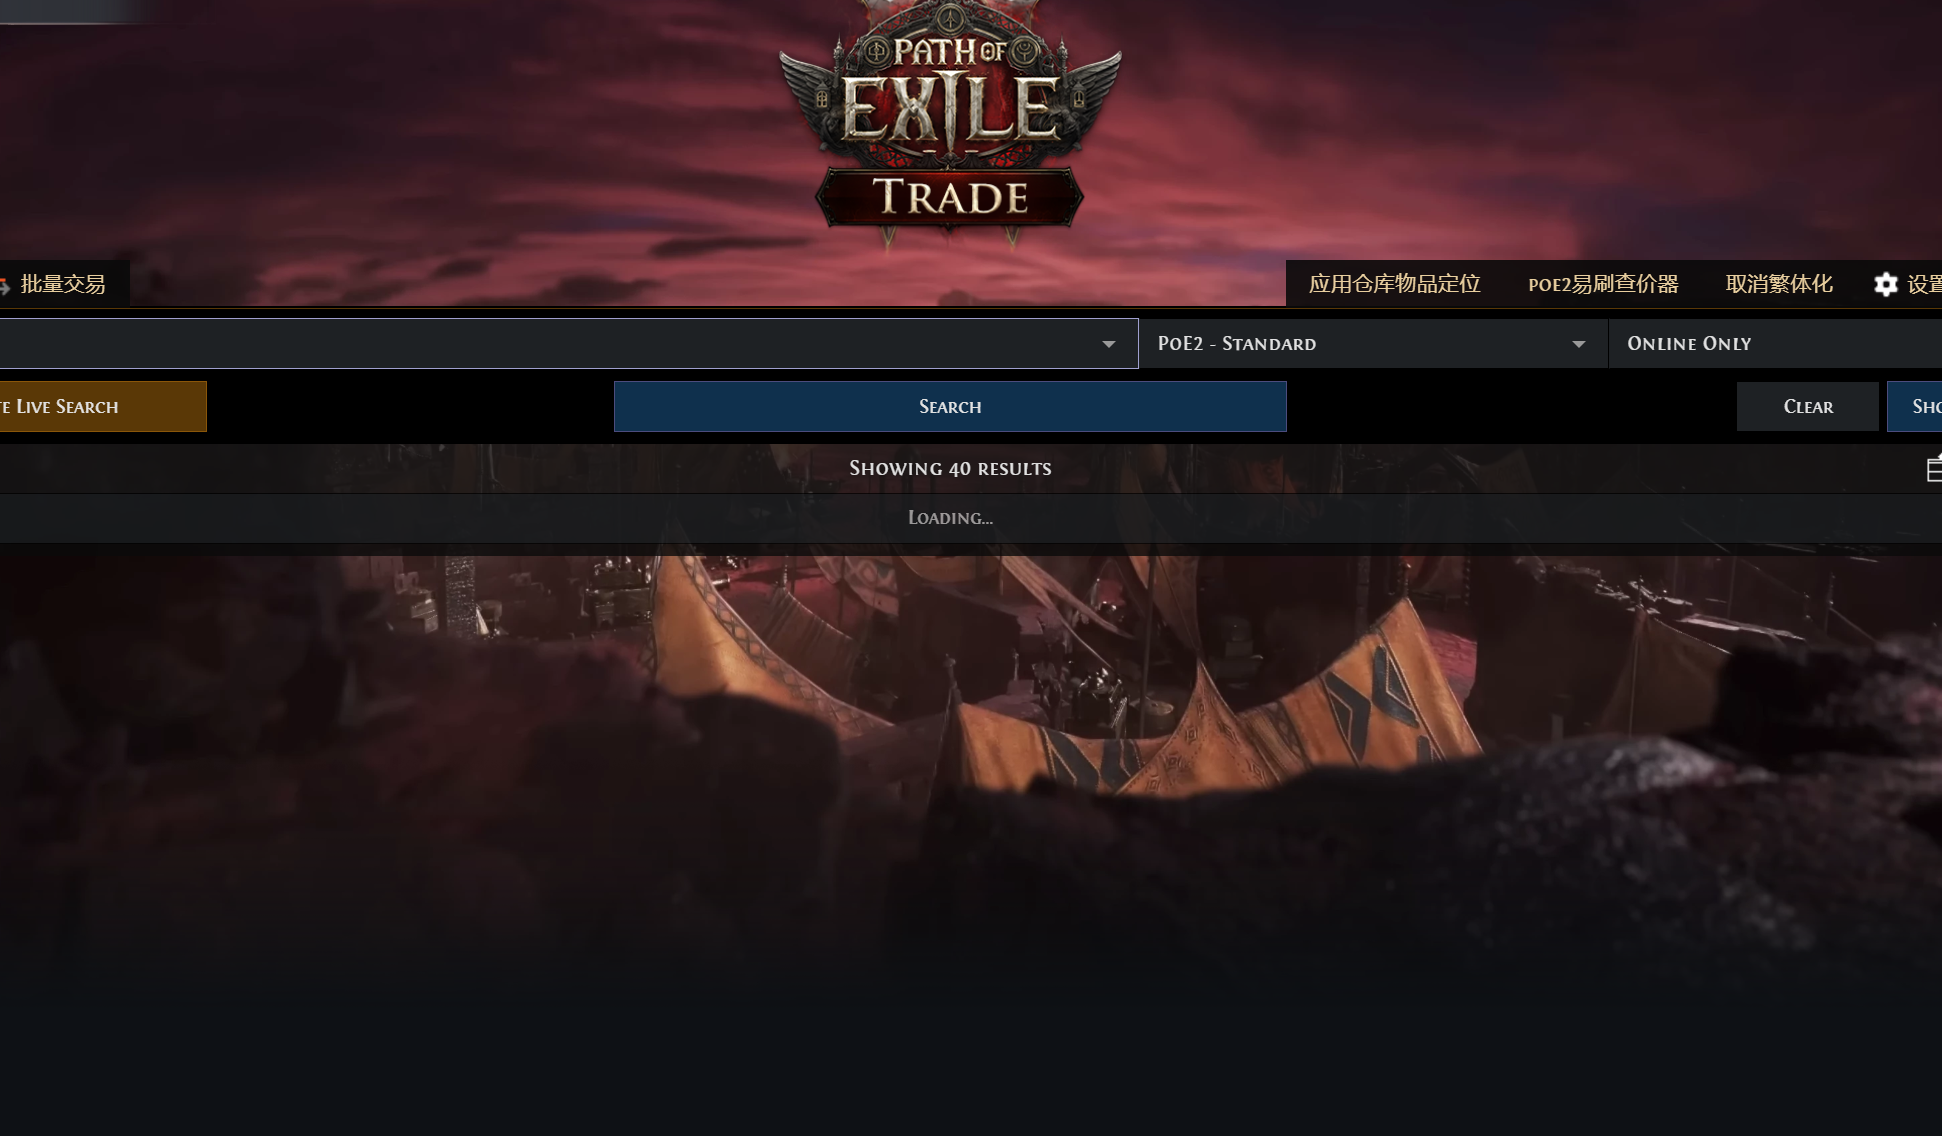 PATH OF
EXILE
TRADE
批量交易
应用仓库物品定位
POE2易刷查价器
取消繁体化
设置
PoE2 - Standard
Online Only
Live Search
Search
Clear
Showing 40 results
Loading...